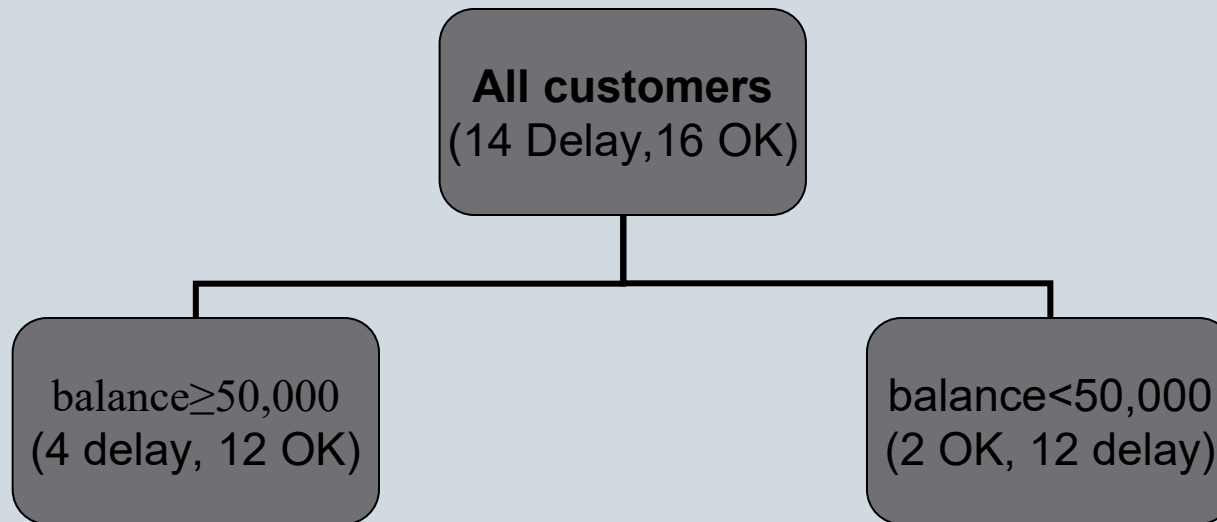 All customers
(14 Delay,16 OK)
balance≥50,000
(4 delay, 12 OK)
balance<50,000
(2 OK, 12 delay)